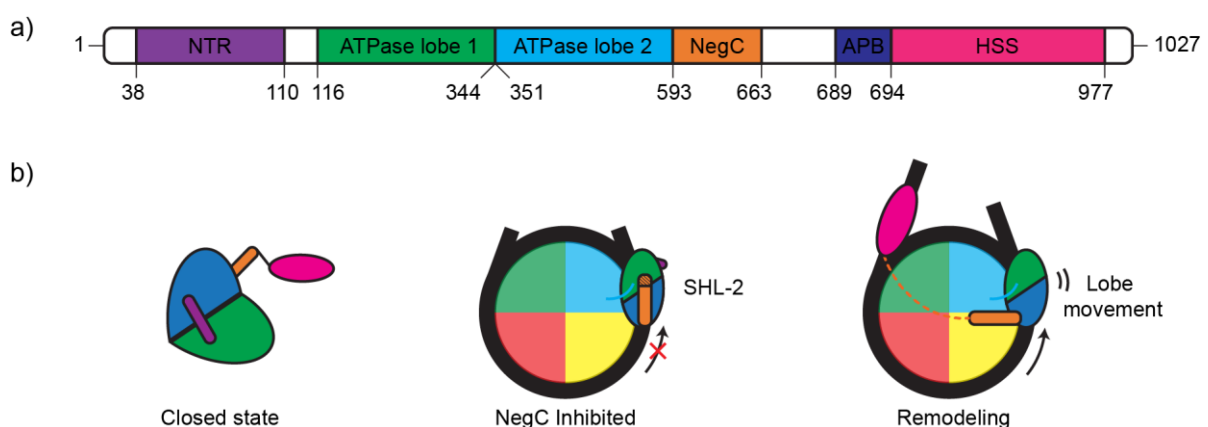 a)
1 NTR ATPase lobe 1 ATPase lobe 2 NegC APB HSS 1027
38 110 116 344 351 593 663 689 694 977
b)
SHL-2
Lobe
movement
Closed state NegC Inhibited Remodeling